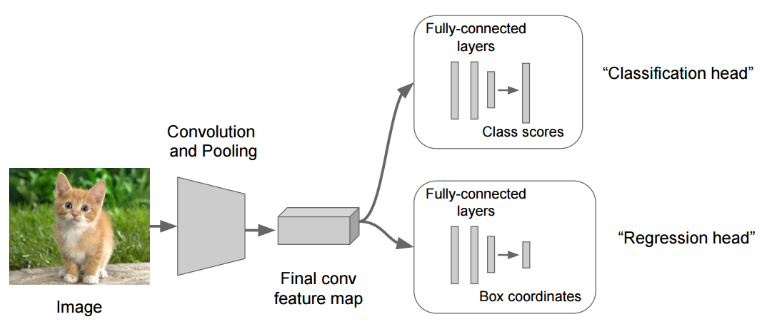 Fully-connected
layers
Class scores
“Classification head”
Convolution
and Pooling
Image
Final conv
feature map
Fully-connected
layers
Box coordinates
“Regression head”